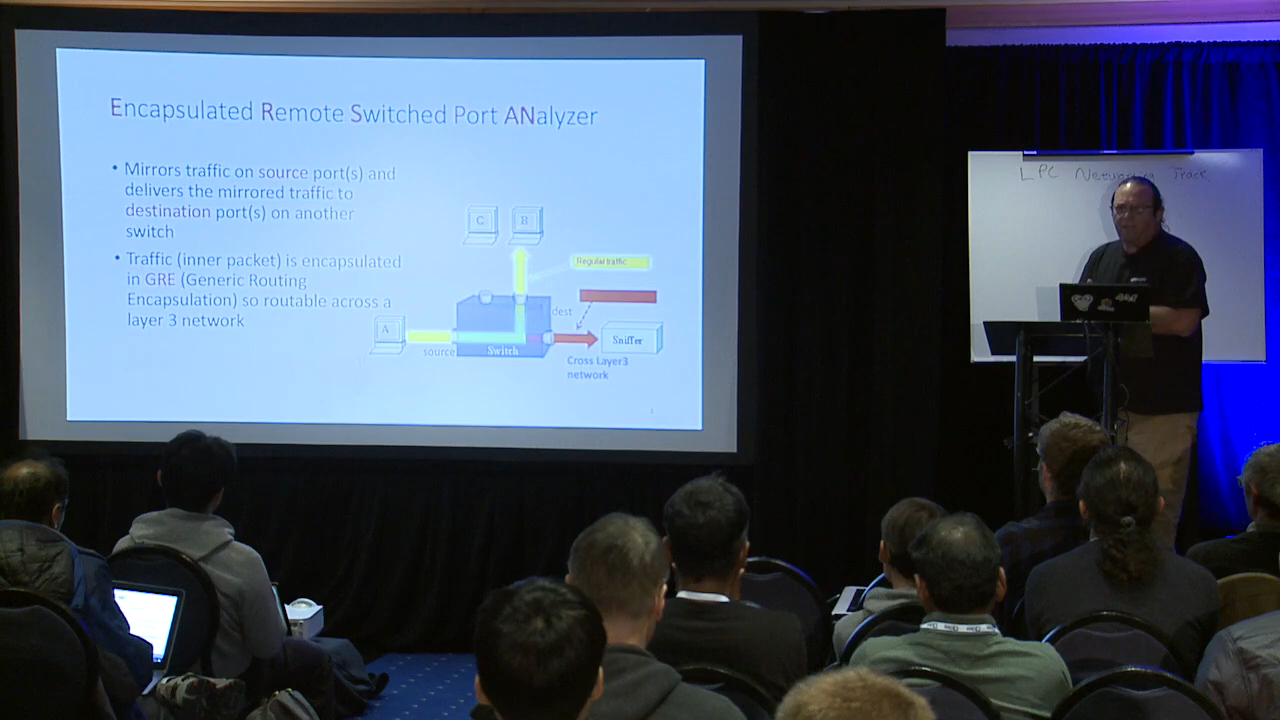 Encapsulated Remote Switched Port ANalyzer
• Mirrors traffic on source port(s) and
delivers the mirrored traffic to
destination port(s) on another
switch
• Traffic (inner packet) is encapsulated
in GRE (Generic Routing
Encapsulation) so routable across a
layer 3 network
C
B
Regular traffic
dest
A
source
Switch
Sniffer
Cross Layer3
network
1
LPC Networking Track